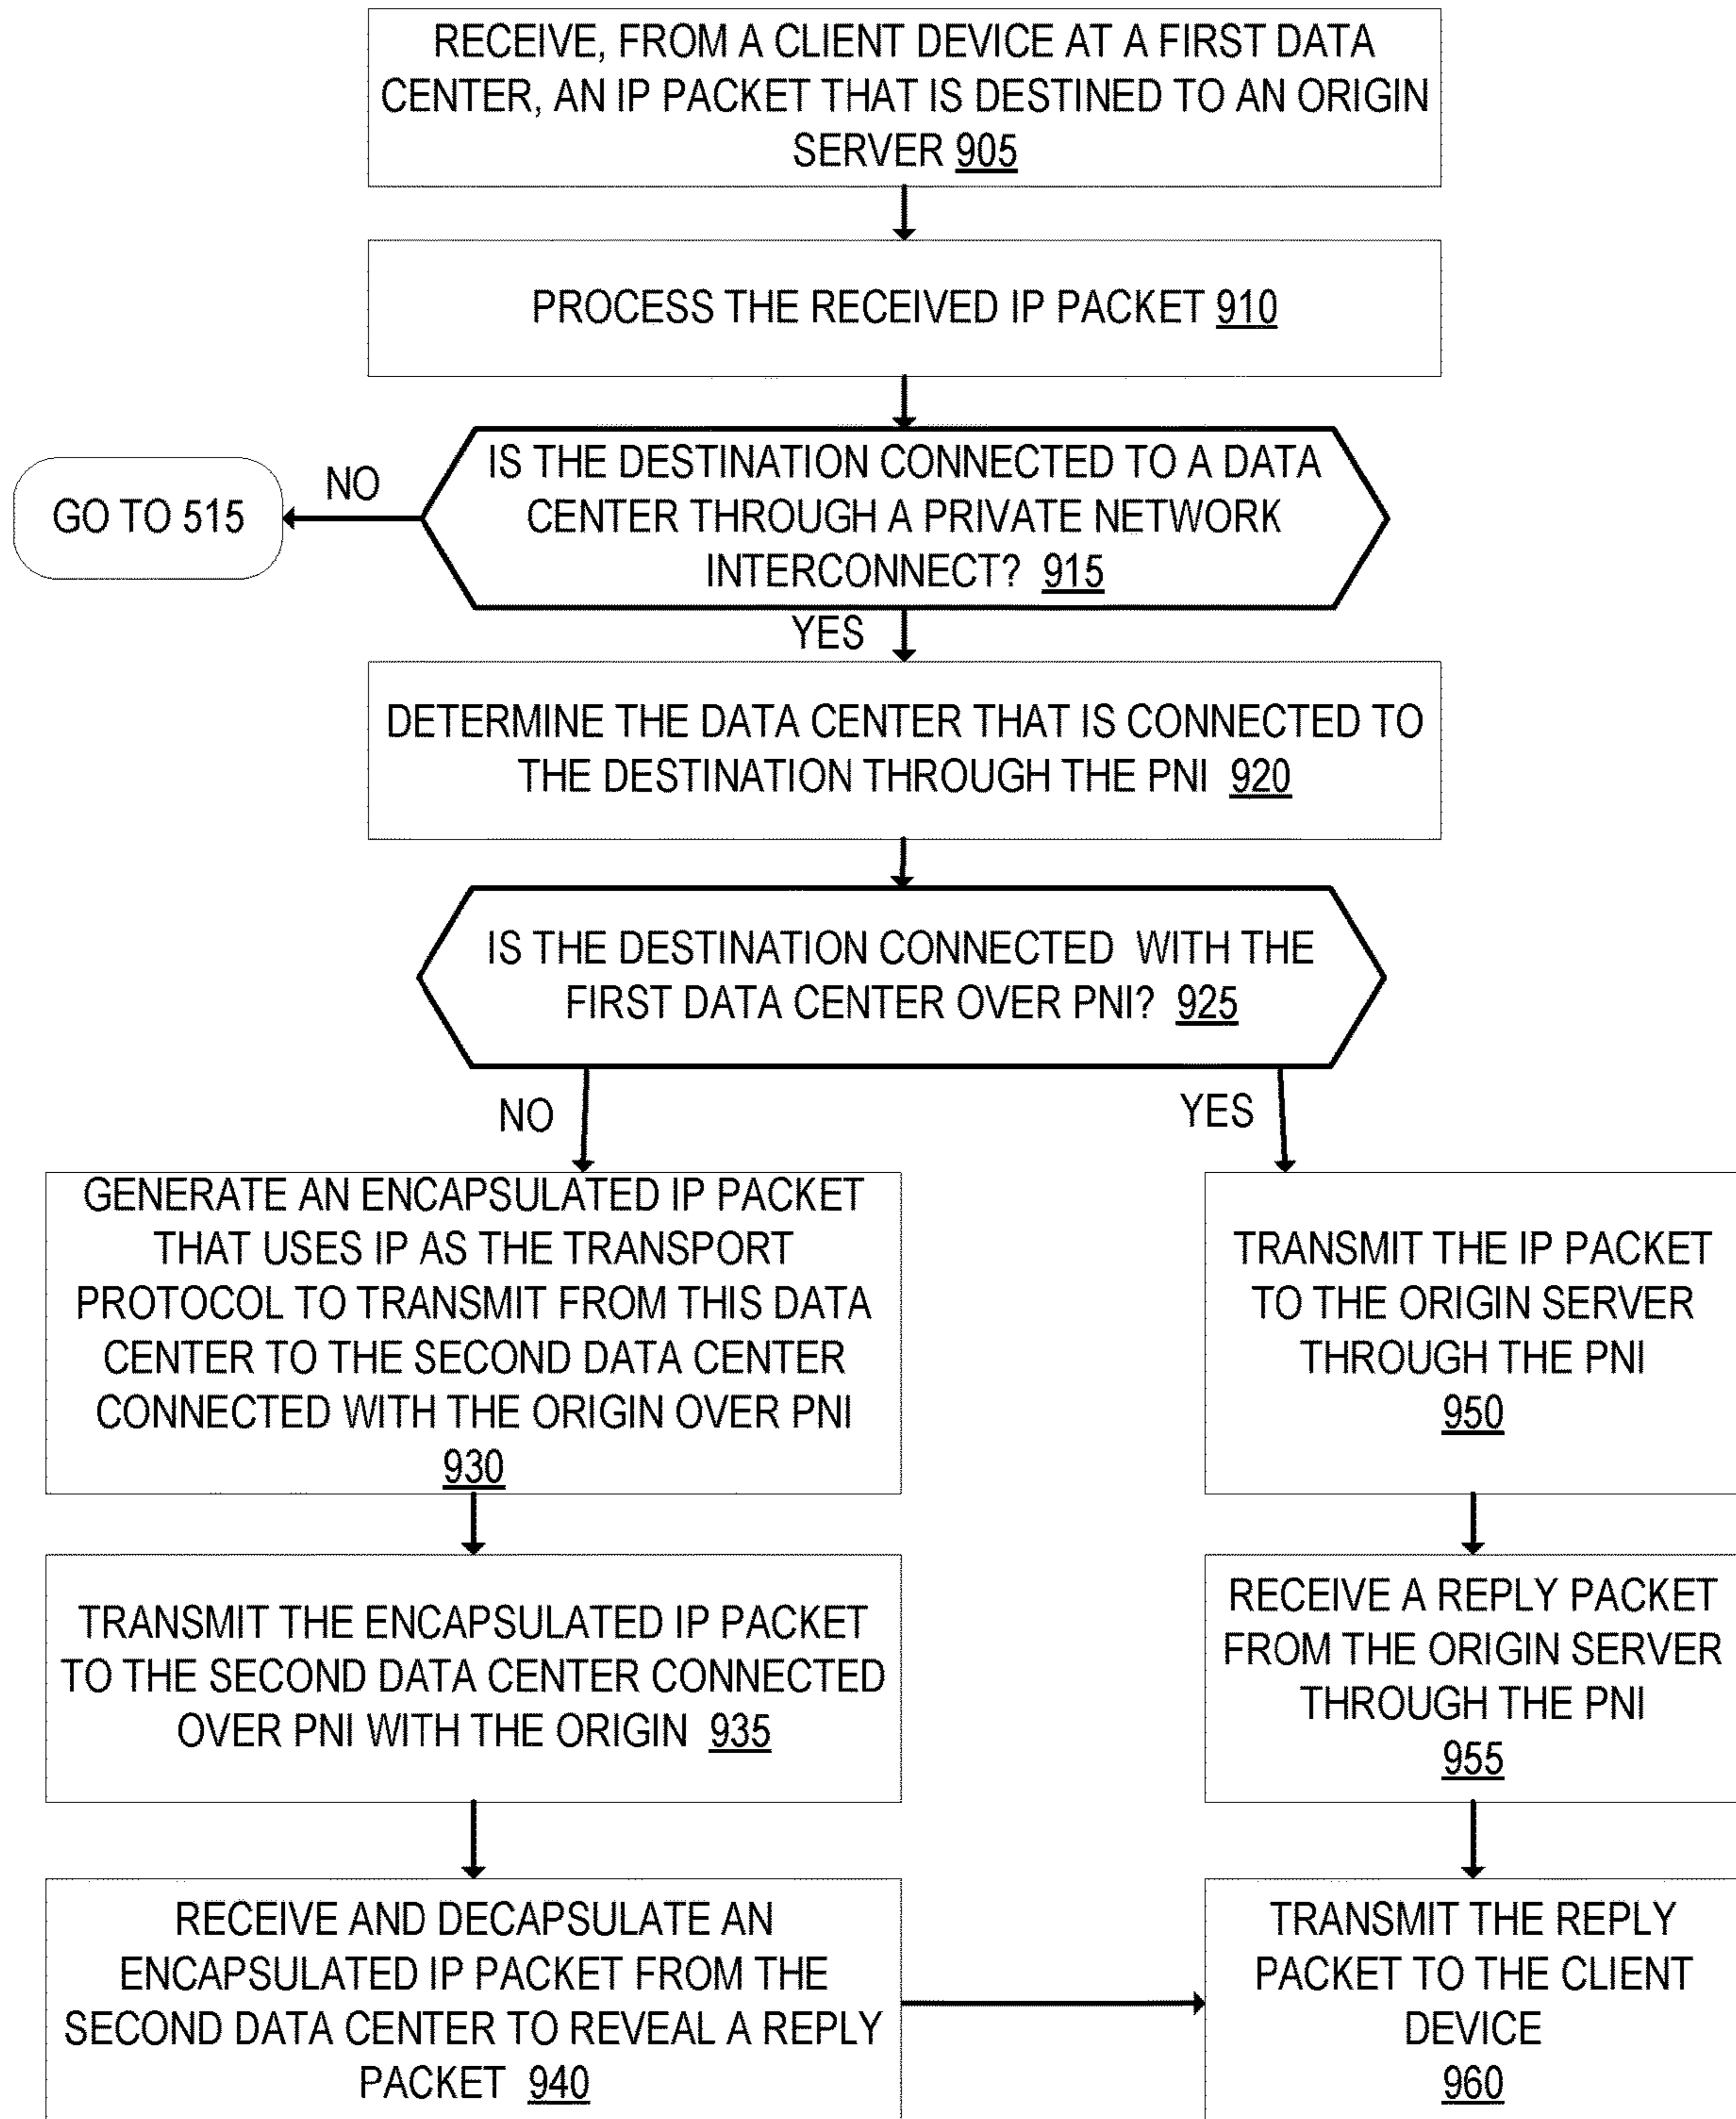 RECEIVE, FROM A CLIENT DEVICE AT A FIRST DATA
CENTER, AN IP PACKET THAT IS DESTINED TO AN ORIGIN
SERVER 905
PROCESS THE RECEIVED IP PACKET 910
IS THE DESTINATION CONNECTED TO A DATA
CENTER THROUGH A PRIVATE NETWORK
INTERCONNECT? 915
NO
GO TO 515
YES
DETERMINE THE DATA CENTER THAT IS CONNECTED TO
THE DESTINATION THROUGH THE PNI 920
IS THE DESTINATION CONNECTED WITH THE
FIRST DATA CENTER OVER PNI? 925
NO
YES
GENERATE AN ENCAPSULATED IP PACKET
THAT USES IP AS THE TRANSPORT
PROTOCOL TO TRANSMIT FROM THIS DATA
CENTER TO THE SECOND DATA CENTER
CONNECTED WITH THE ORIGIN OVER PNI
930
TRANSMIT THE IP PACKET
TO THE ORIGIN SERVER
THROUGH THE PNI
950
TRANSMIT THE ENCAPSULATED IP PACKET
TO THE SECOND DATA CENTER CONNECTED
OVER PNI WITH THE ORIGIN 935
RECEIVE A REPLY PACKET
FROM THE ORIGIN SERVER
THROUGH THE PNI
955
RECEIVE AND DECAPSULATE AN
ENCAPSULATED IP PACKET FROM THE
SECOND DATA CENTER TO REVEAL A REPLY
PACKET 940
TRANSMIT THE REPLY
PACKET TO THE CLIENT
DEVICE
960